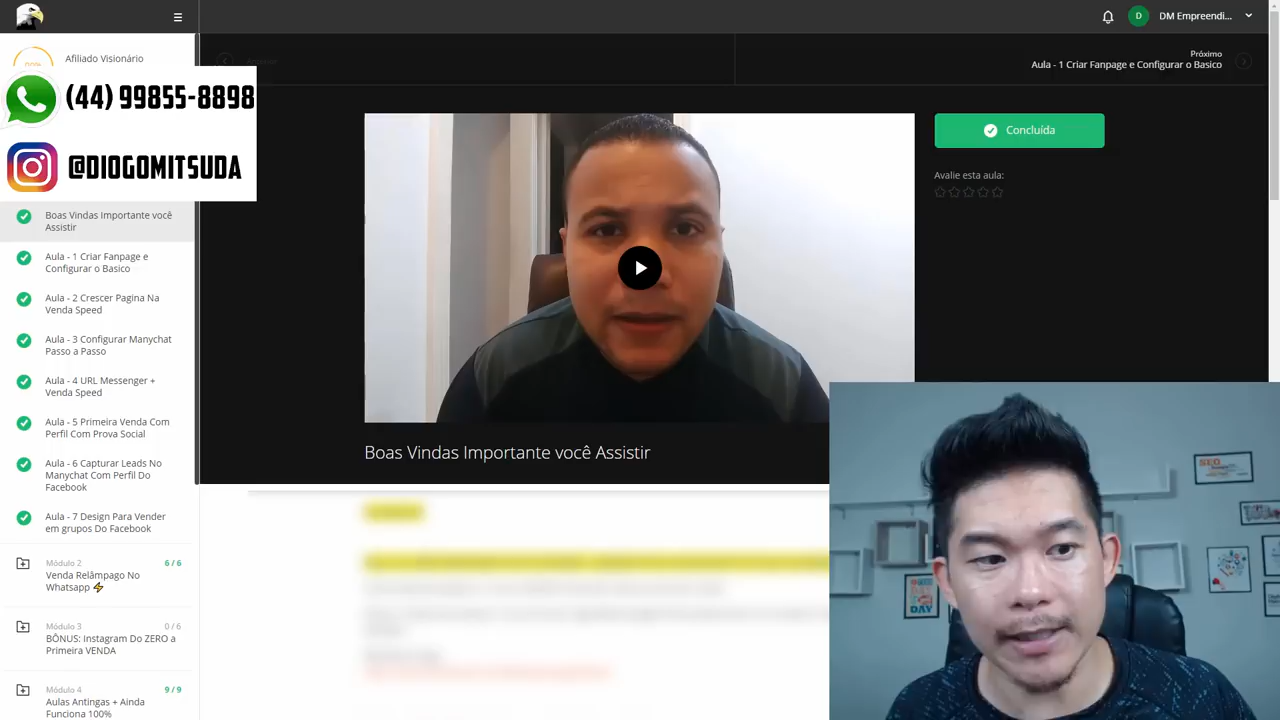 D
DM Empreendi...
Afiliado Visionário
(44) 99855-8898
@DIOGOMITSUDA
Próximo
Aula - 1 Criar Fanpage e Configurar o Basico
Concluída
Avalie esta aula:
Boas Vindas Importante você
Assistir
Aula - 1 Criar Fanpage e
Configurar o Basico
Aula - 2 Crescer Pagina Na
Venda Speed
Aula - 3 Configurar Manychat
Passo a Passo
Aula - 4 URL Messenger +
Venda Speed
Aula - 5 Primeira Venda Com
Perfil Com Prova Social
Aula - 6 Capturar Leads No
Manychat Com Perfil Do
Facebook
Aula - 7 Design Para Vender
em grupos Do Facebook
Módulo 2
6 / 6
Venda Relâmpago No
Whatsapp ⚡
Módulo 3
0 / 6
BÔNUS: Instagram Do ZERO a
Primeira VENDA
Módulo 4
9 / 9
Aulas Antingas + Ainda
Funciona 100%
Boas Vindas Importante você Assistir
SEO
GOOD
DAY